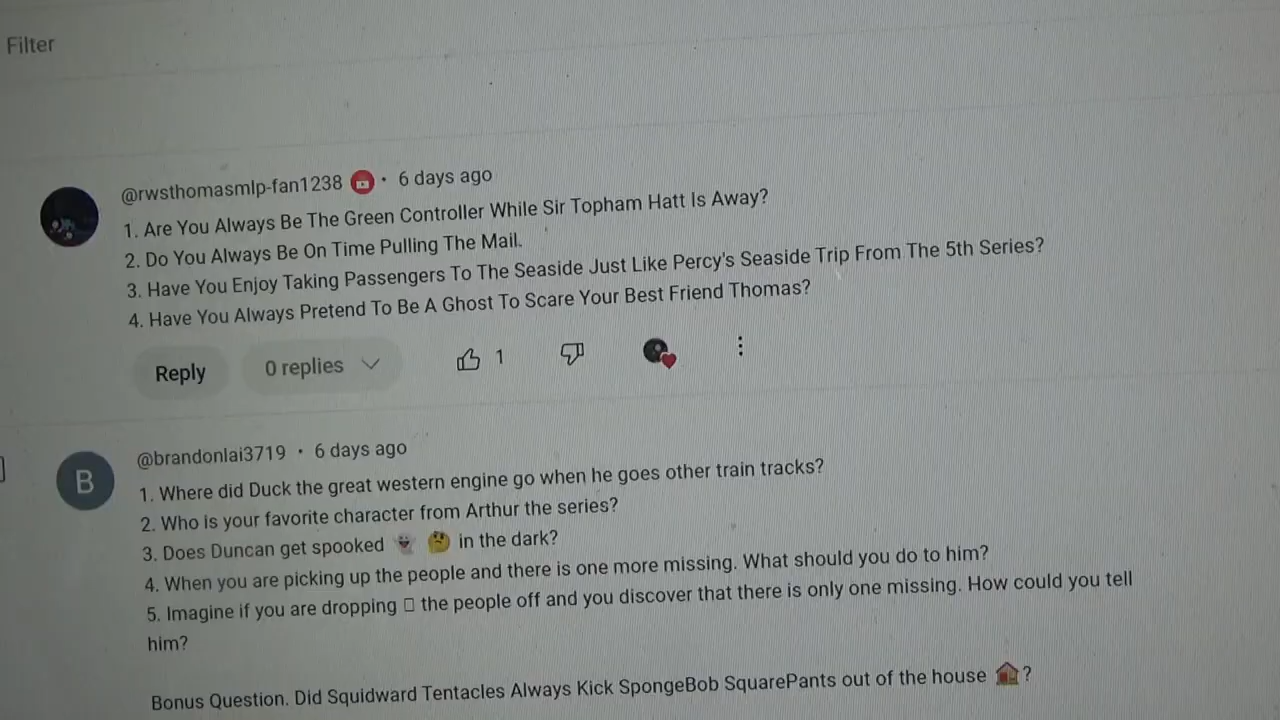 Filter
@rwsthomasmlp-fan1238 • 6 days ago
1. Are You Always Be The Green Controller While Sir Topham Hatt Is Away?
2. Do You Always Be On Time Pulling The Mail.
3. Have You Enjoy Taking Passengers To The Seaside Just Like Percy's Seaside Trip From The 5th Series?
4. Have You Always Pretend To Be A Ghost To Scare Your Best Friend Thomas?
Reply 0 replies 1
B
@brandonlai3719 • 6 days ago
1. Where did Duck the great western engine go when he goes other train tracks?
2. Who is your favorite character from Arthur the series?
3. Does Duncan get spooked 👻 🤔 in the dark?
4. When you are picking up the people and there is one more missing. What should you do to him?
5. Imagine if you are dropping the people off and you discover that there is only one missing. How could you tell
him?
Bonus Question. Did Squidward Tentacles Always Kick SpongeBob SquarePants out of the house 🏠?